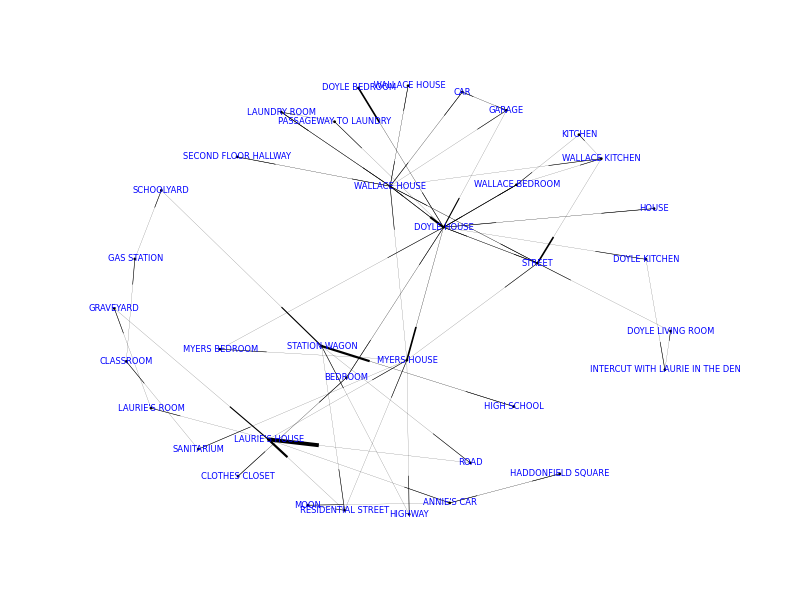 WALLACE HOUSE
DOYLE BEDROOM
CAR
GARAGE
LAUNDRY ROOM
PASSAGEWAY TO LAUNDRY
KITCHEN
SECOND FLOOR HALLWAY
WALLACE KITCHEN
WALLACE HOUSE
WALLACE BEDROOM
SCHOOLYARD
HOUSE
DOYLE HOUSE
GAS STATION
DOYLE KITCHEN
STREET
GRAVEYARD
DOYLE LIVING ROOM
STATION WAGON
MYERS BEDROOM
CLASSROOM
MYERS HOUSE
INTERCUT WITH LAURIE IN THE DEN
BEDROOM
LAURIE'S ROOM
HIGH SCHOOL
LAURIE'S HOUSE
SANITARIUM
ROAD
CLOTHES CLOSET
HADDONFIELD SQUARE
ANNIE'S CAR
MOON
RESIDENTIAL STREET
HIGHWAY